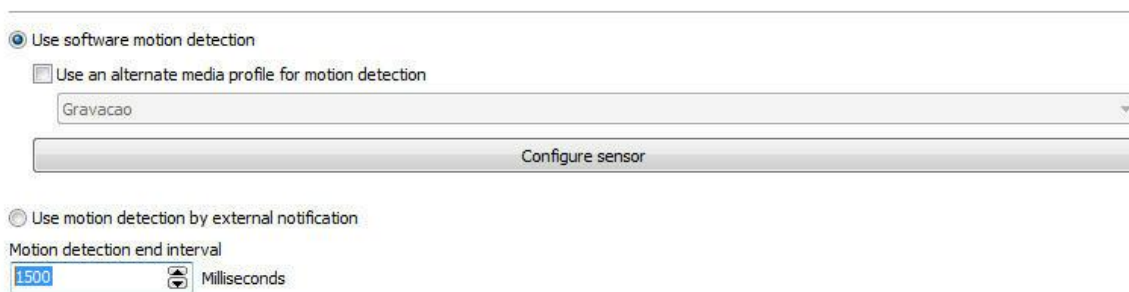 Use software motion detection
Use an alternate media profile for motion detection
Gravacao
Configure sensor
Use motion detection by external notification
Motion detection end interval
1500 Milliseconds